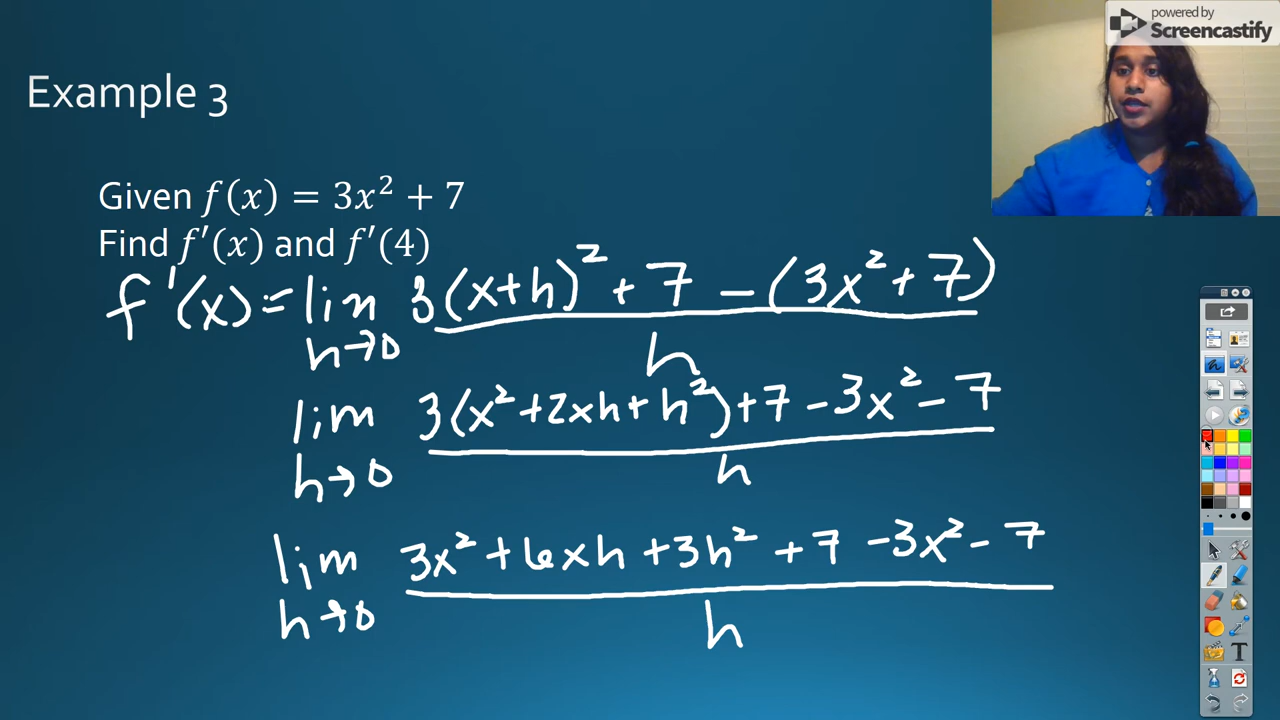 powered by
Screencastify
Example 3
Given f(x) = 3x² + 7
Find f′(x) and f′(4)
f'(x) = lim h→0 3(x+h)² + 7 − (3x² + 7) / h
lim h→0 3(x² + 2xh + h²) + 7 − 3x² − 7 / h
lim h→0 3x² + 6xh + 3h² + 7 − 3x² − 7 / h
T